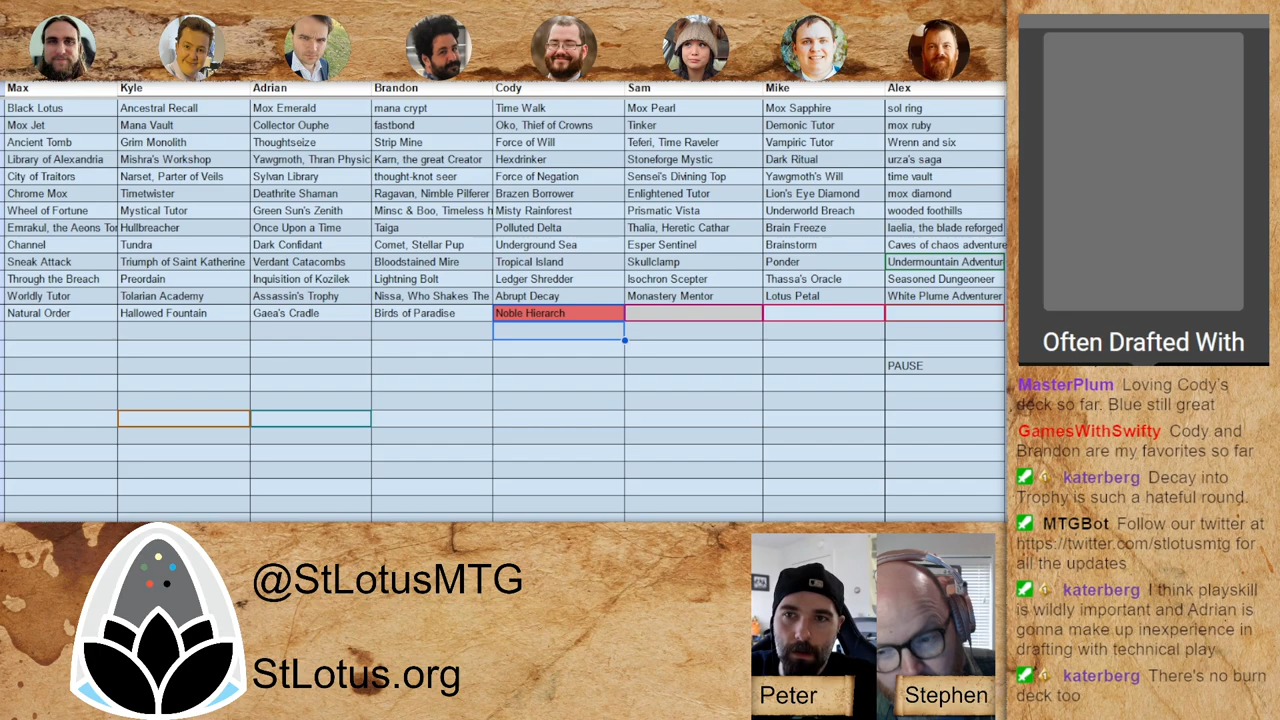 Max Kyle Adrian Brandon Cody Sam Mike Alex
Black Lotus Ancestral Recall Mox Emerald mana crypt Time Walk Mox Pearl Mox Sapphire sol ring
Mox Jet Mana Vault Collector Ouphe fastbond Oko, Thief of Crowns Tinker Demonic Tutor mox ruby
Ancient Tomb Grim Monolith Thoughtseize Strip Mine Force of Will Teferi, Time Raveler Vampiric Tutor Wrenn and six
Library of Alexandria Mishra's Workshop Yawgmoth, Thran Physic Karn, the great Creator Hexdrinker Stoneforge Mystic Dark Ritual urza's saga
City of Traitors Narset, Parter of Veils Sylvan Library thought-knot seer Force of Negation Sensei's Divining Top Yawgmoth's Will time vault
Chrome Mox Timetwister Deathrite Shaman Ragavan, Nimble Pilferer Brazen Borrower Enlightened Tutor Lion's Eye Diamond mox diamond
Wheel of Fortune Mystical Tutor Green Sun's Zenith Minsc & Boo, Timeless h Misty Rainforest Prismatic Vista Underworld Breach wooded foothills
Emrakul, the Aeons Tor Hullbreacher Once Upon a Time Taiga Polluted Delta Thalia, Heretic Cathar Brain Freeze laelia, the blade reforged
Channel Tundra Dark Confidant Comet, Stellar Pup Underground Sea Esper Sentinel Brainstorm Caves of chaos adventure
Sneak Attack Triumph of Saint Katherine Verdant Catacombs Bloodstained Mire Tropical Island Skullclamp Ponder Undermountain Adventur
Through the Breach Preordain Inquisition of Kozilek Lightning Bolt Ledger Shredder Isochron Scepter Thassa's Oracle Seasoned Dungeoneer
Worldly Tutor Tolarian Academy Assassin's Trophy Nissa, Who Shakes The Abrupt Decay Monastery Mentor Lotus Petal White Plume Adventurer
Natural Order Hallowed Fountain Gaea's Cradle Birds of Paradise Noble Hierarch
PAUSE
Often Drafted With
MasterPlum Loving Cody's
deck so far. Blue still great
GamesWithSwifty Cody and
Brandon are my favorites so far
katerberg Decay into
Trophy is such a hateful round.
MTGBot Follow our twitter at
https://twitter.com/stlotusmtg for
all the updates
katerberg I think playskill
is wildly important and Adrian is
gonna make up inexperience in
drafting with technical play
katerberg There's no burn
deck too
@StLotusMTG
StLotus.org
Peter
Stephen